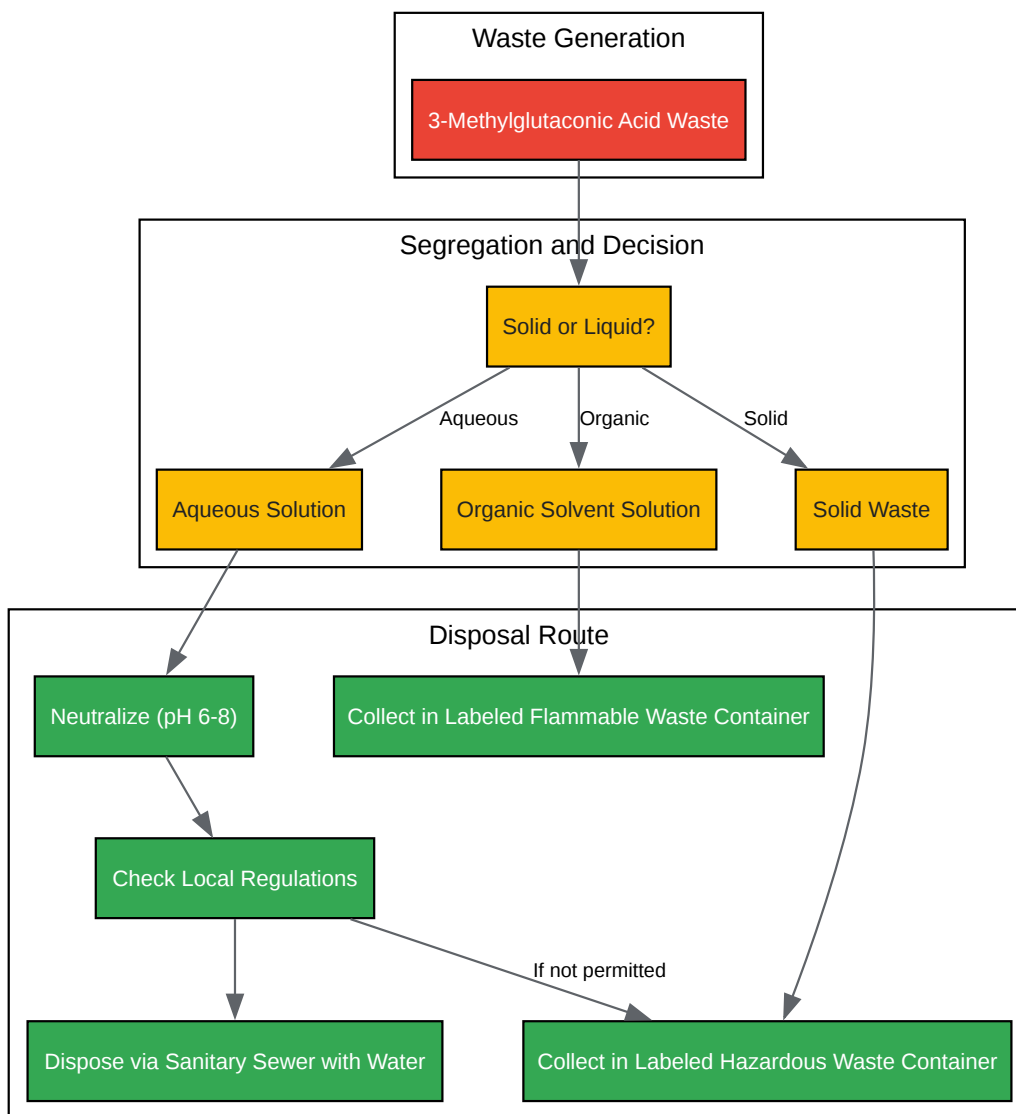 Waste Generation
3-Methylglutaconic Acid Waste
Segregation and Decision
Solid or Liquid?
Aqueous
Organic
Solid
Aqueous Solution
Organic Solvent Solution
Solid Waste
Disposal Route
Neutralize (pH 6-8)
Collect in Labeled Flammable Waste Container
Check Local Regulations
If not permitted
Dispose via Sanitary Sewer with Water
Collect in Labeled Hazardous Waste Container